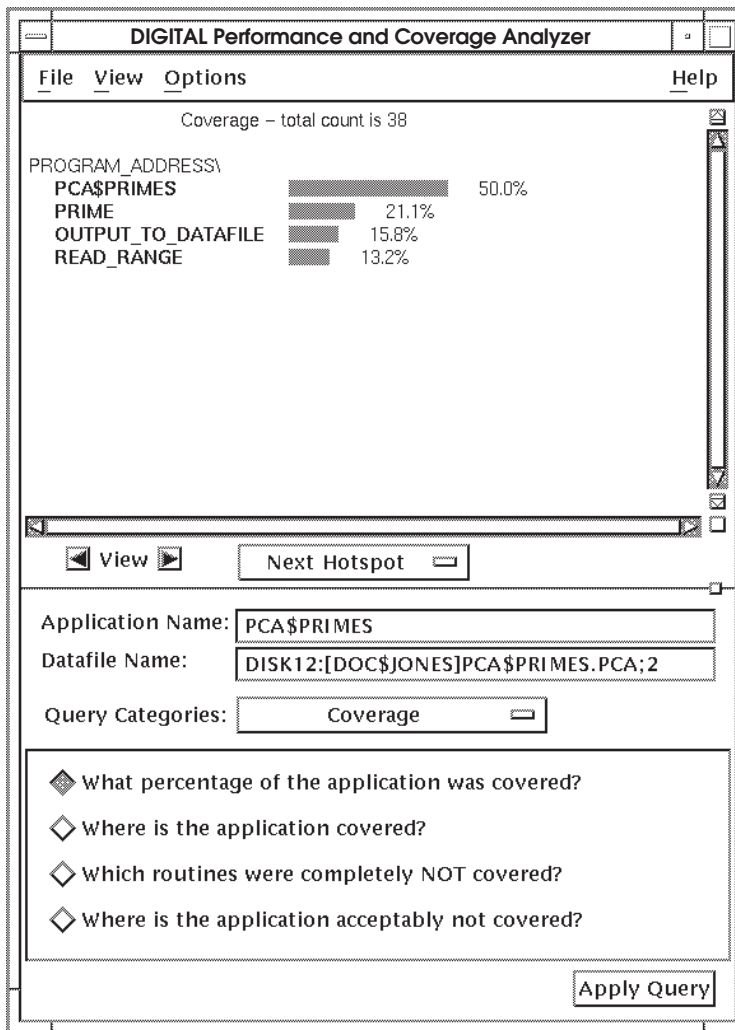 DIGITAL Performance and Coverage Analyzer
File View Options Help
Coverage – total count is 38
PROGRAM_ADDRESS\
PCA$PRIMES 50.0%
PRIME 21.1%
OUTPUT_TO_DATAFILE 15.8%
READ_RANGE 13.2%
View Next Hotspot
Application Name: PCA$PRIMES
Datafile Name: DISK12:[DOC$JONES]PCA$PRIMES.PCA;2
Query Categories: Coverage
What percentage of the application was covered?
Where is the application covered?
Which routines were completely NOT covered?
Where is the application acceptably not covered?
Apply Query